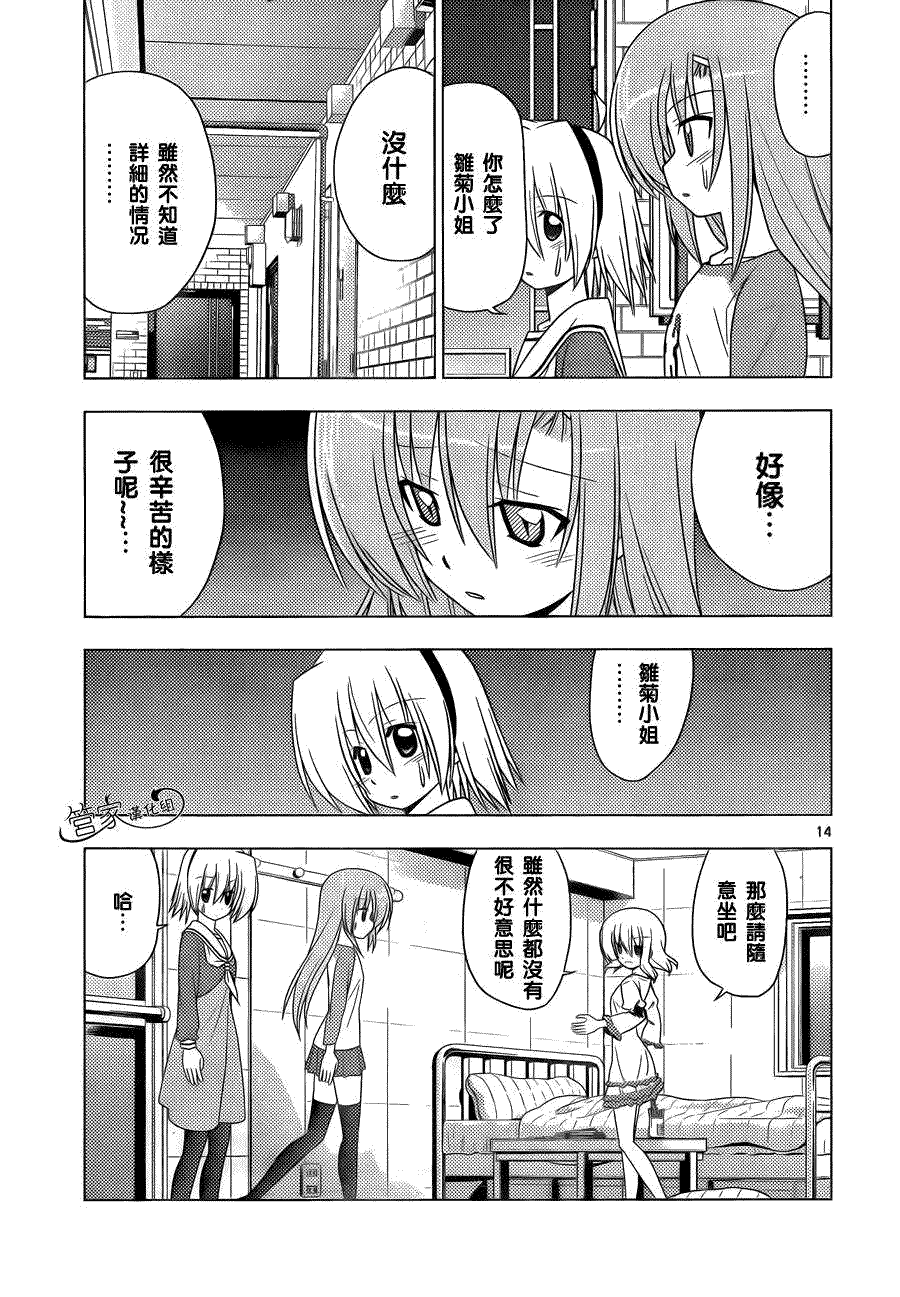 ………
你怎麼了
雛菊小姐
沒什麼
雖然不知道
詳細的情況
………
好像…
很辛苦的樣
子呢~~…
雛菊小姐
………
管家漢化組
14
那麼請隨
意坐吧
雖然什麼都沒有
很不好意思呢
哈…